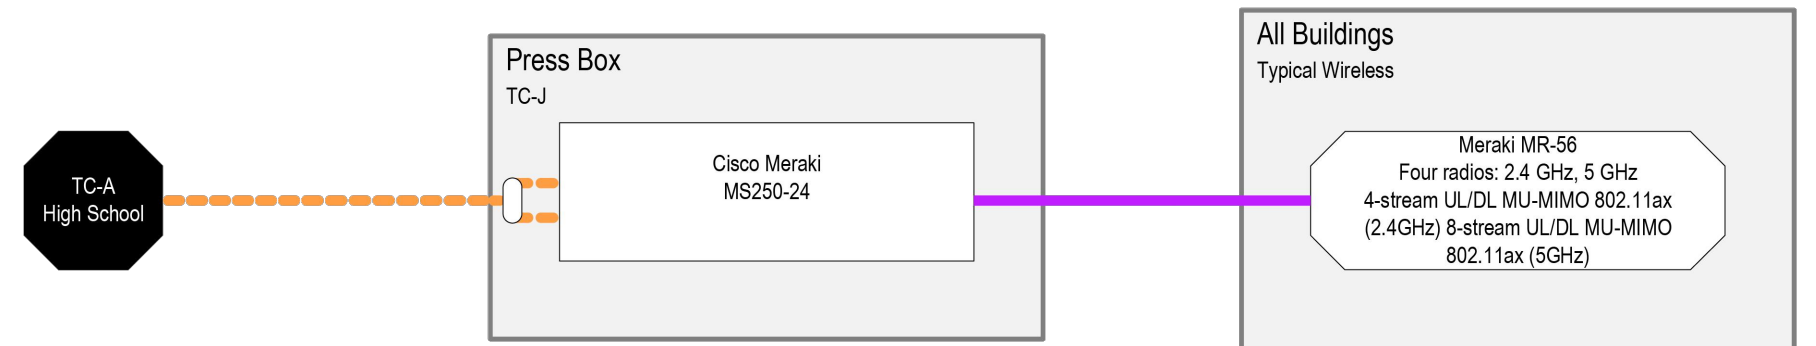 TC-A
High School
Press Box
TC-J
Cisco Meraki
MS250-24
All Buildings
Typical Wireless
Meraki MR-56
Four radios: 2.4 GHz, 5 GHz
4-stream UL/DL MU-MIMO 802.11ax
(2.4GHz) 8-stream UL/DL MU-MIMO
802.11ax (5GHz)